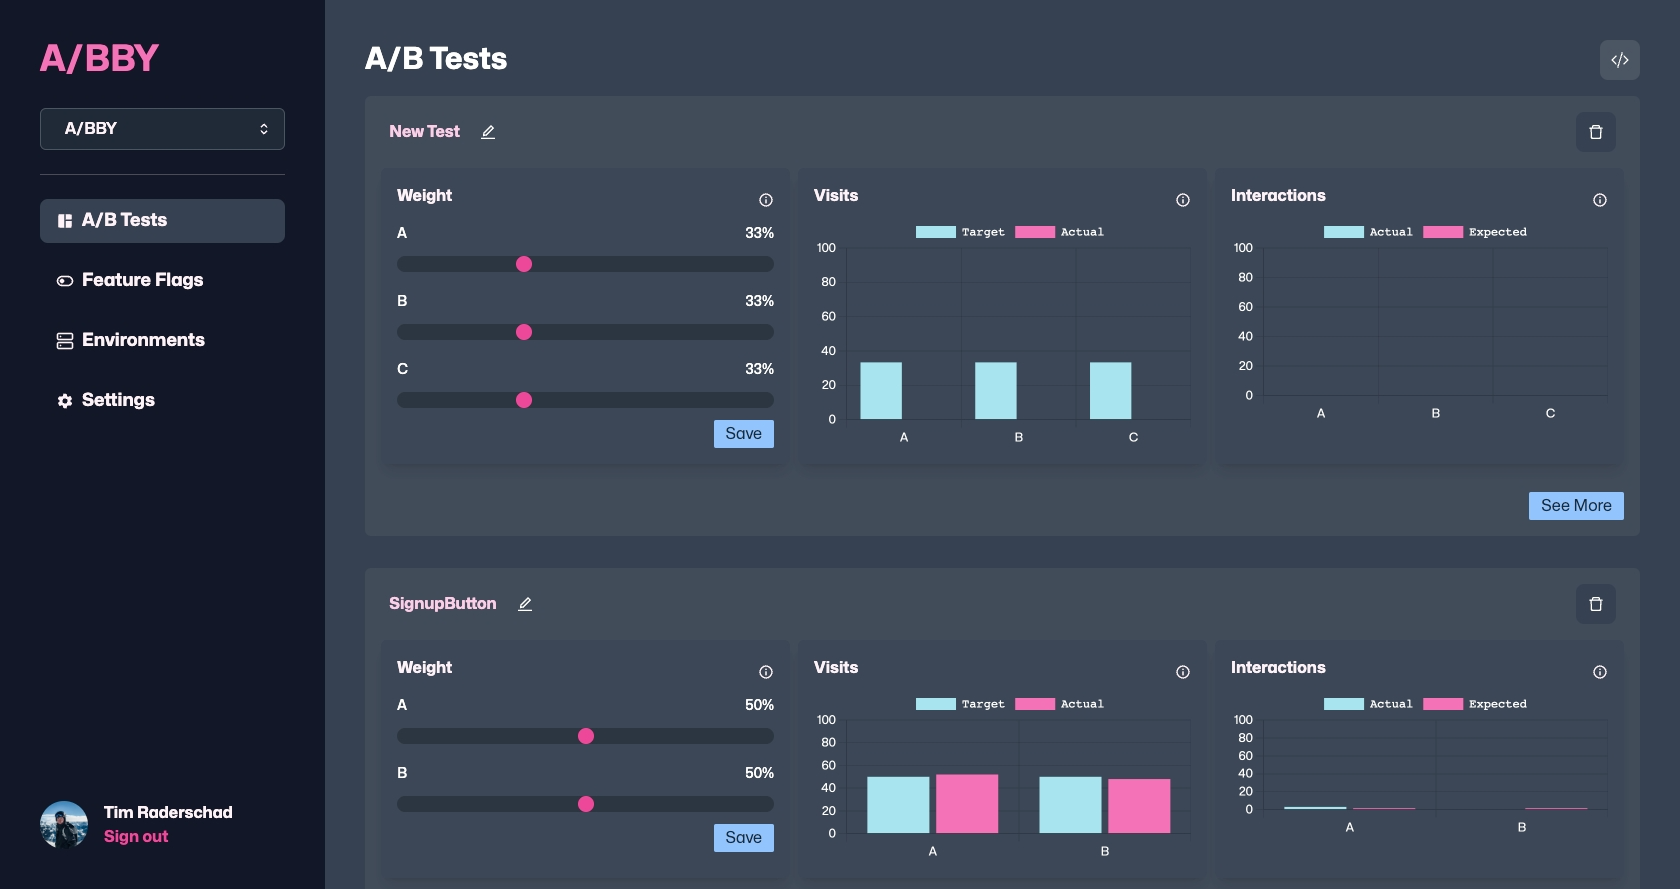 A/BBY
A/BBY
A/B Tests
Feature Flags
Environments
Settings
Tim Raderschad
Sign out
A/B Tests
</>
New Test
Weight
A 33%
B 33%
C 33%
Save
Visits
Target Actual
100
80
60
40
20
0
A B C
Interactions
Actual Expected
100
80
60
40
20
0
A B C
See More
SignupButton
Weight
A 50%
B 50%
Save
Visits
Target Actual
100
80
60
40
20
0
A B
Interactions
Actual Expected
100
80
60
40
20
0
A B